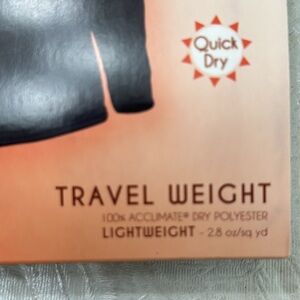 Quick
Dry
TRAVEL WEIGHT
100% ACCLIMATE® DRY POLYESTER
LIGHTWEIGHT - 2.8 oz/sq yd